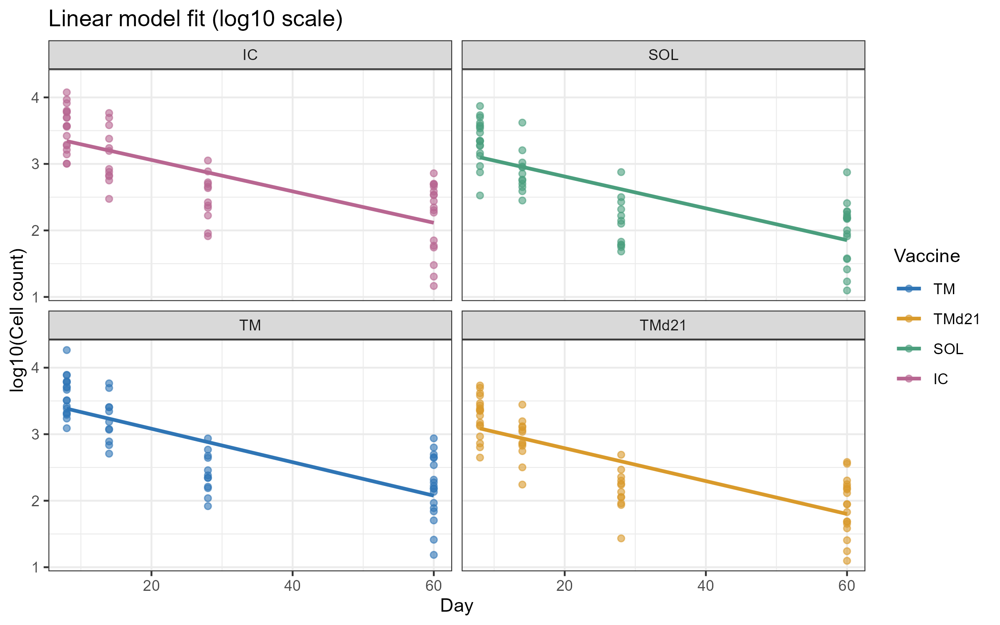 Linear model fit (log10 scale)
IC
SOL
4
3
2
1
TM
TMd21
4
3
2
1
20
40
60
20
40
60
Day
log10(Cell count)
Vaccine
TM
TMd21
SOL
IC